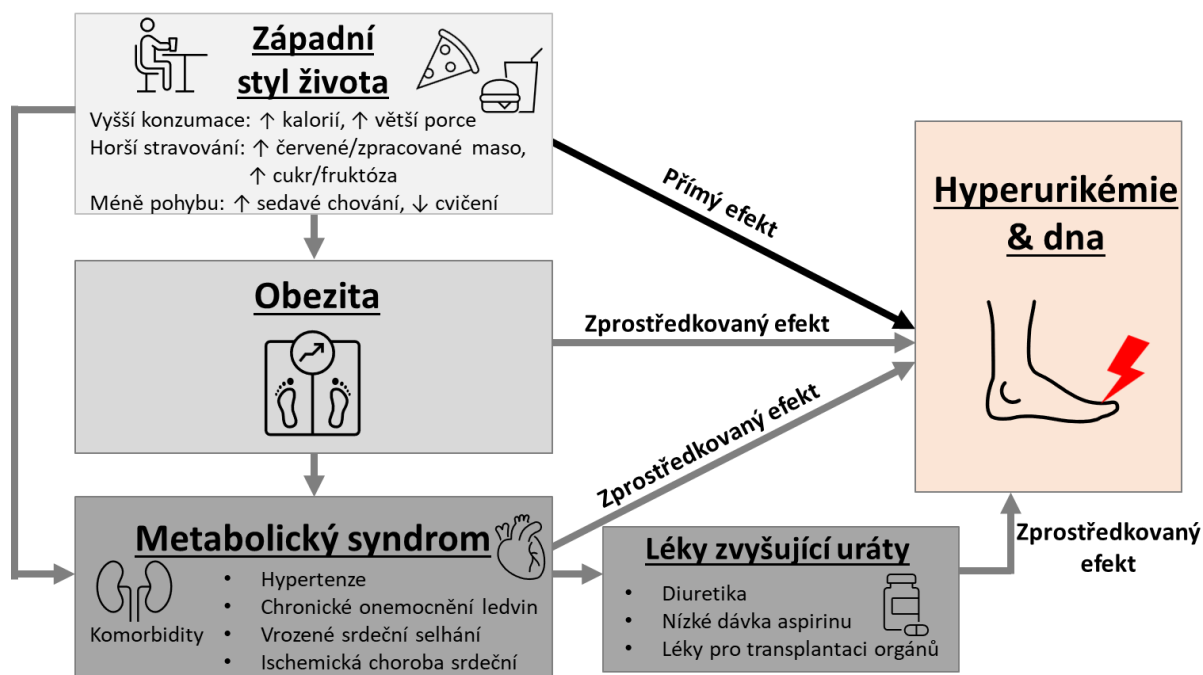 Západní
styl života
Vyšší konzumace: ↑ kalorií, ↑ větší porce
Horší stravování: ↑ červené/zpracované maso,
↑ cukr/fruktóza
Méně pohybu: ↑ sedavé chování, ↓ cvičení
Přímý efekt
Hyperurikémie
& dna
Obezita
Zprostředkovaný efekt
Zprostředkovaný efekt
Metabolický syndrom
• Hypertenze
• Chronické onemocnění ledvin
• Vrozené srdeční selhání
• Ischemická choroba srdeční
Komorbidity
Léky zvyšující uráty
• Diuretika
• Nízké dávka aspirinu
• Léky pro transplantaci orgánů
Zprostředkovaný
efekt